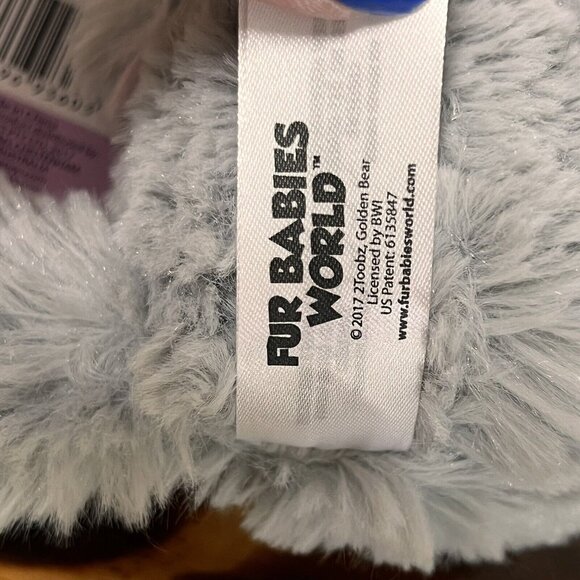 FUR BABIES
WORLD™
©2017 2Toobz, Golden Bear
Licensed by BWI
US Patent: 6135847
www.furbabiesworld.com